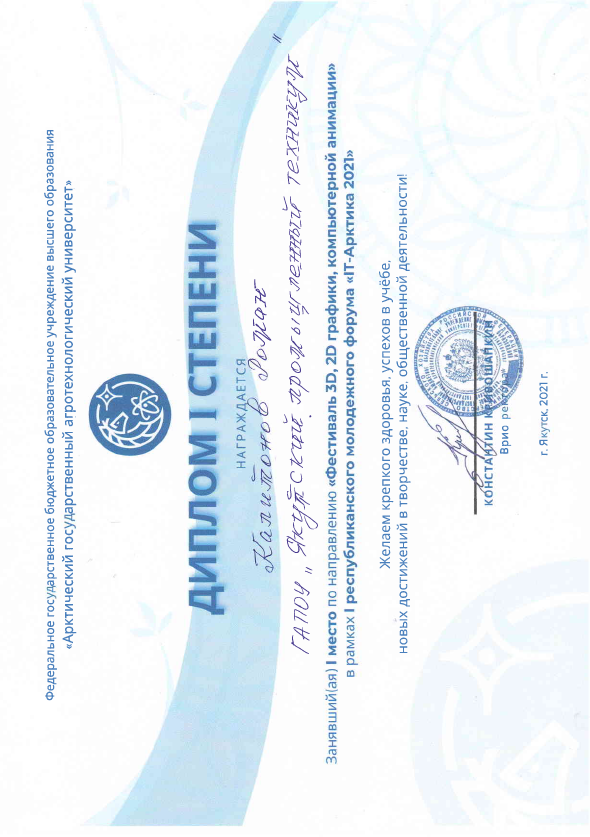 Федеральное государственное бюджетное образовательное учреждение высшего образования
«Арктический государственный агротехнологический университет»
ДИПЛОМ I СТЕПЕНИ
НАГРАЖДАЕТСЯ
Капитонов Роман
ГАПОУ „ Якутский промышленный техникум "
Занявший(ая) I место по направлению «Фестиваль 3D, 2D графики, компьютерной анимации»
в рамках I республиканского молодежного форума «IT-Арктика 2021»
Желаем крепкого здоровья, успехов в учёбе,
новых достижений в творчестве, науке, общественной деятельности!
КОНСТАНТИН КРИВОШАПКИН
Врио ректора
г. Якутск, 2021 г.